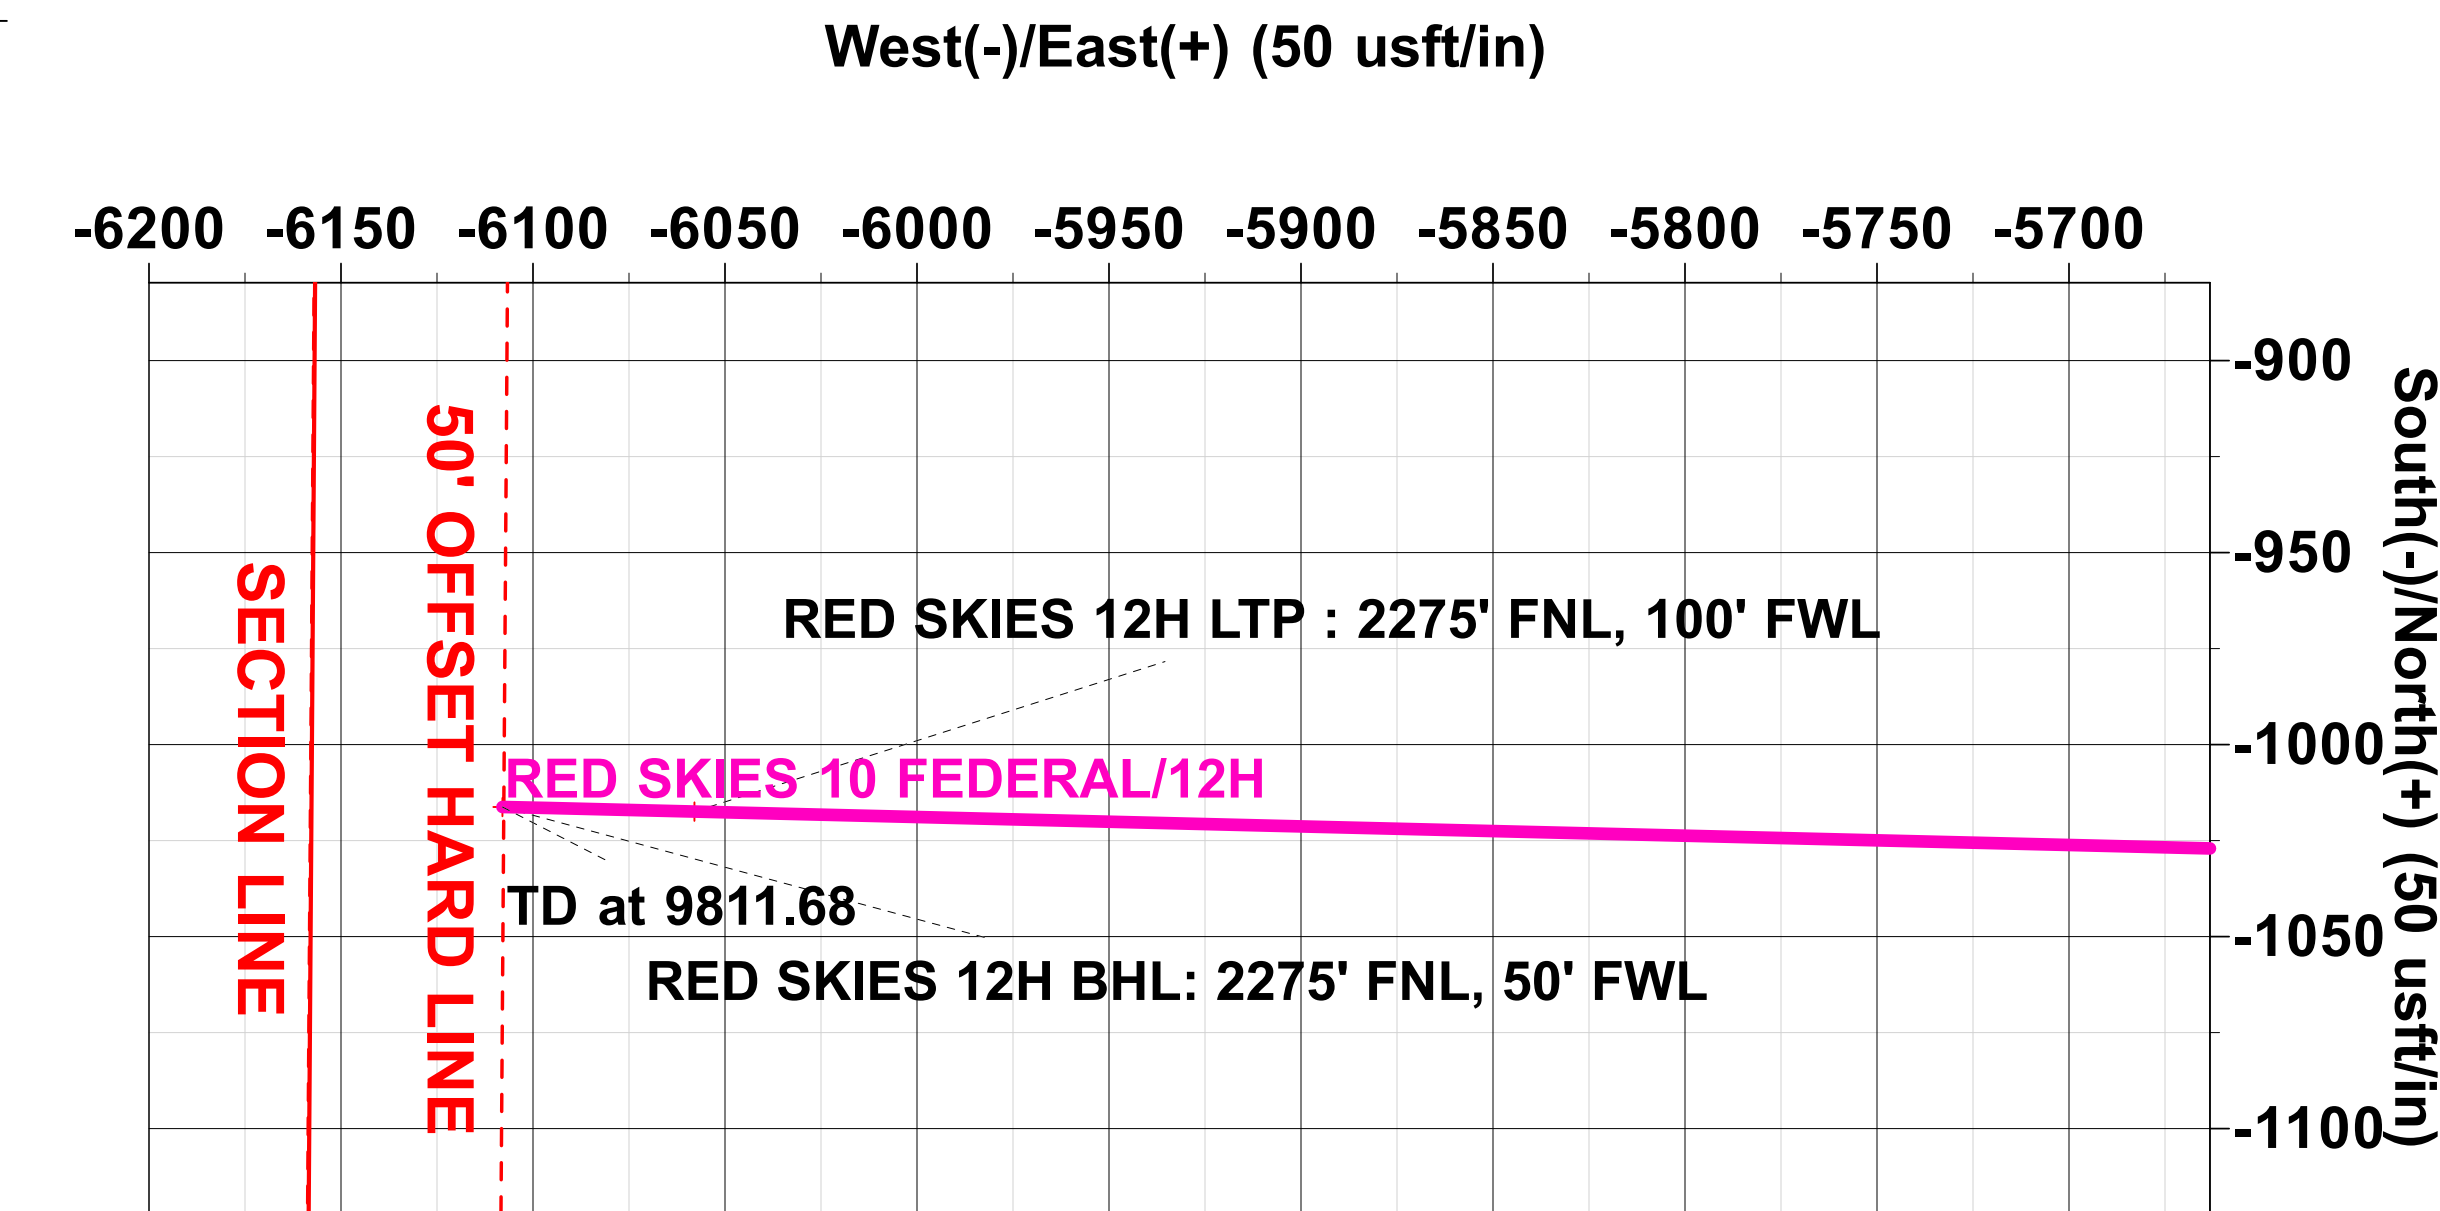 West(-)/East(+) (50 usft/in)
-6200 -6150 -6100 -6050 -6000 -5950 -5900 -5850 -5800 -5750 -5700
-900
-950
-1000
-1050
-1100
South(-)/North(+) (50 usft/in)
SECTION LINE
50' OFFSET HARD LINE
RED SKIES 12H LTP : 2275' FNL, 100' FWL
RED SKIES 10 FEDERAL/12H
TD at 9811.68
RED SKIES 12H BHL: 2275' FNL, 50' FWL